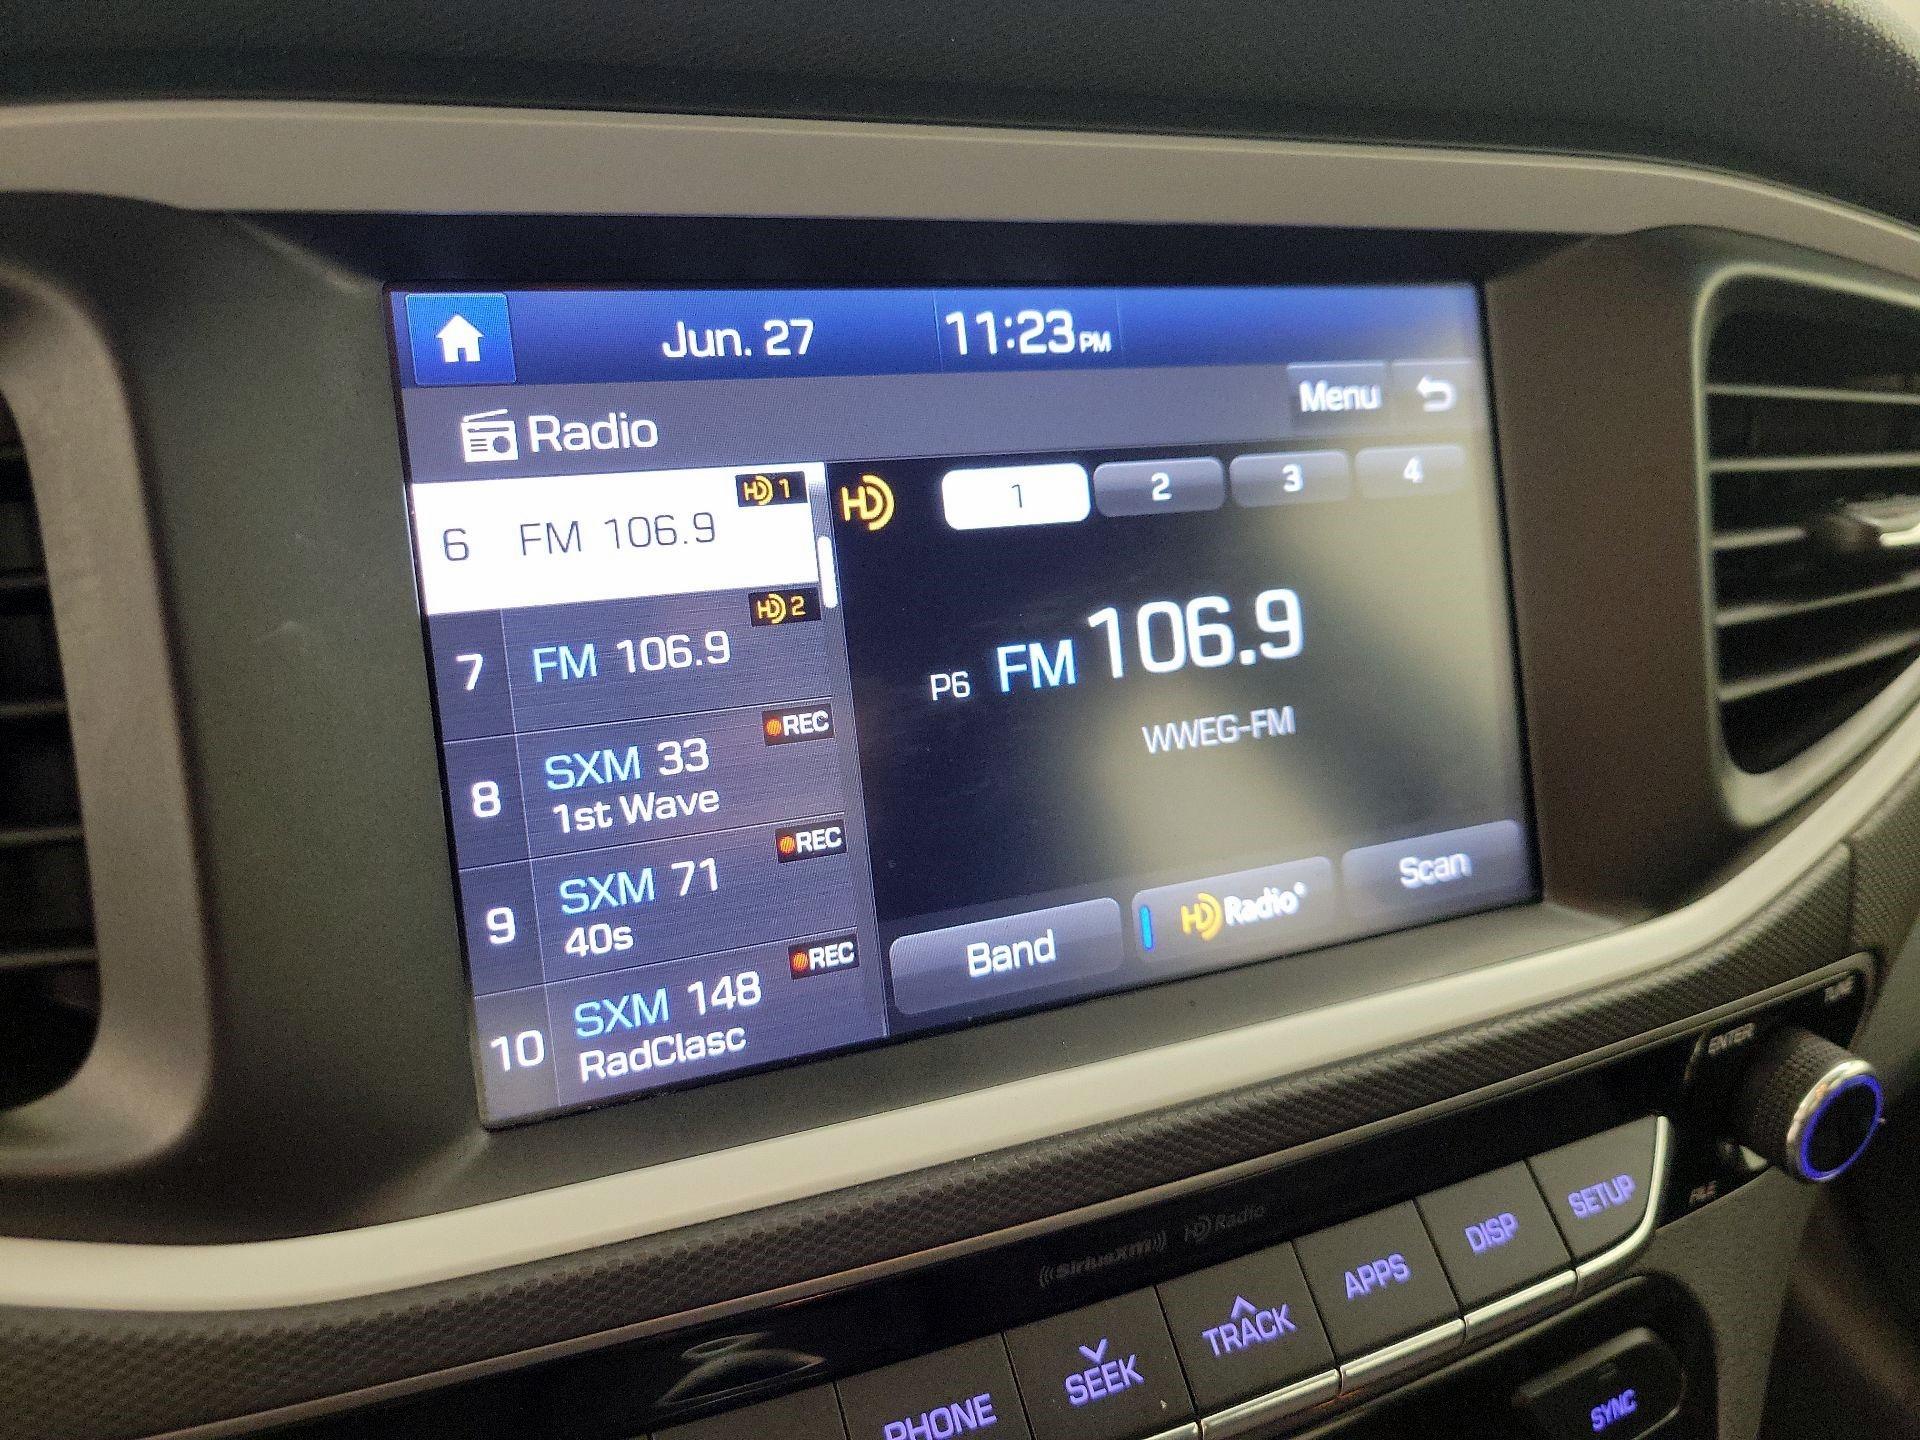 Jun. 27 11:23PM
Radio
Menu
6 FM 106.9 HD 1
7 FM 106.9 HD 2
8 SXM 33 REC
1st Wave
9 SXM 71 REC
40s
10 SXM 148 REC
RadClasc
HD 1 2 3 4
P6 FM 106.9
WWEG-FM
Band HD Radio® Scan
TUNE
ENTER
FILE
((SiriusXM)) HD Radio
PHONE SEEK TRACK APPS DISP SETUP
SYNC